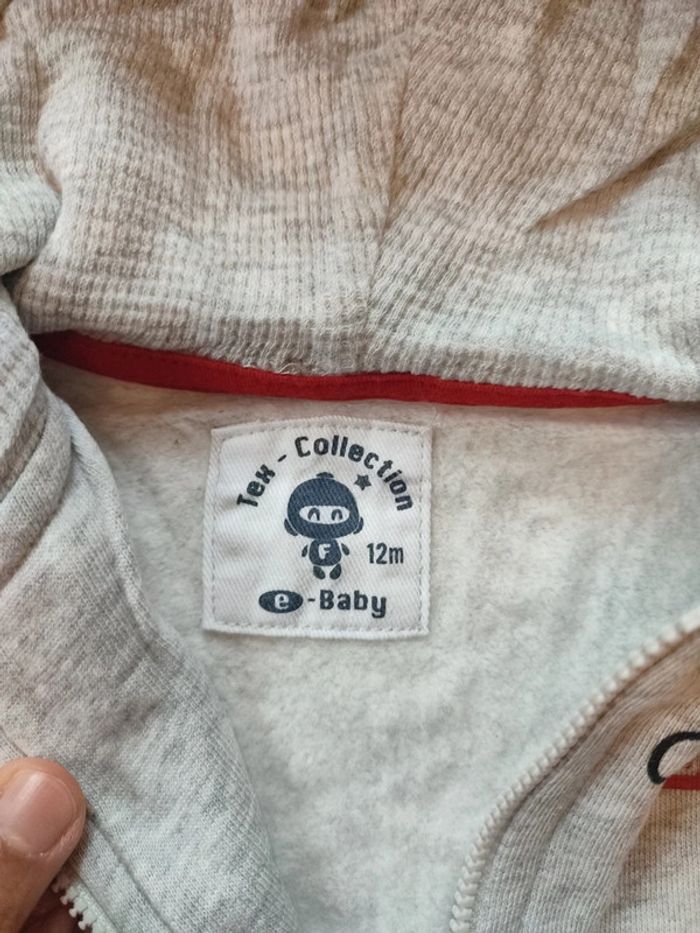 Tex - Collection
F
12m
e-Baby